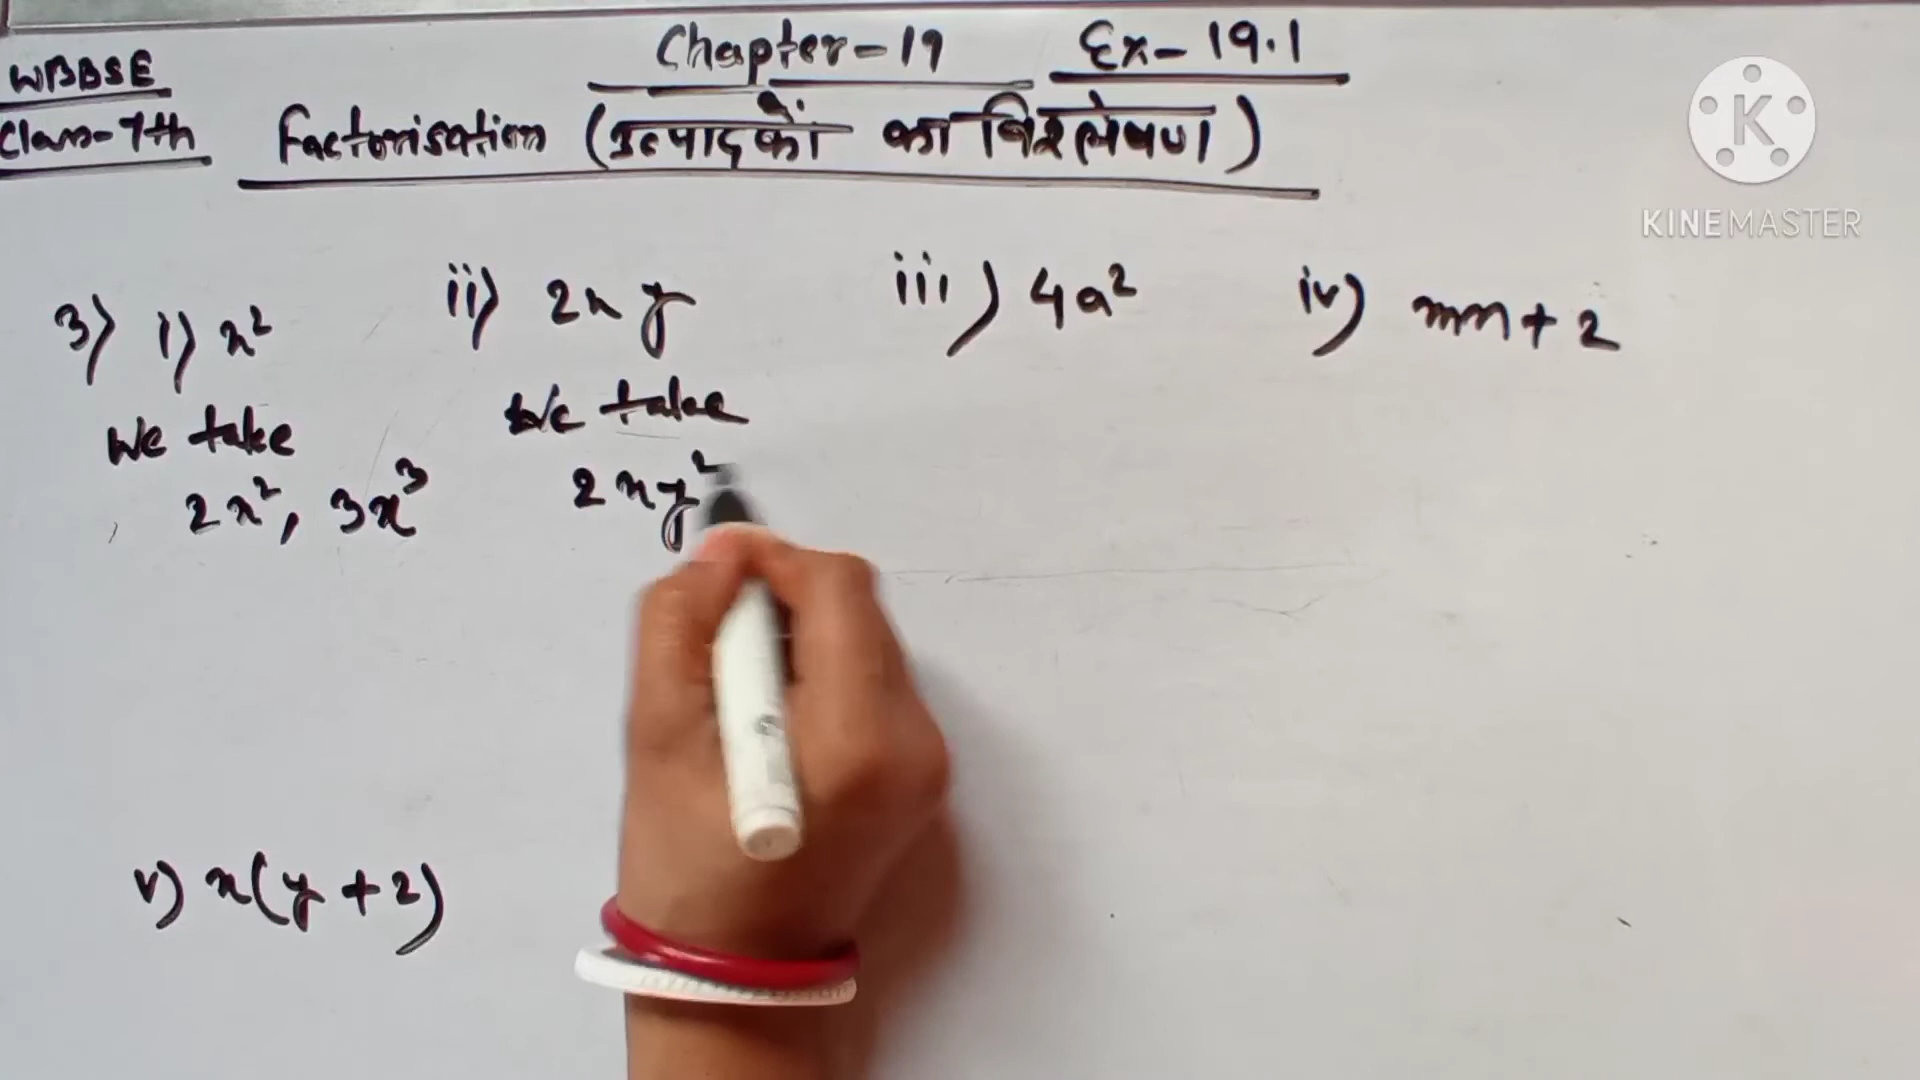 WBBSE
Class-7th
Chapter-19 Ex-19.1
Factorisation (उत्पादकों का विश्लेषण)
3) i) x²
We take
2x², 3x³
ii) 2xy
We take
2xy²
iii) 4a²
iv) mn+2
v) x(y+2)
K
KINEMASTER